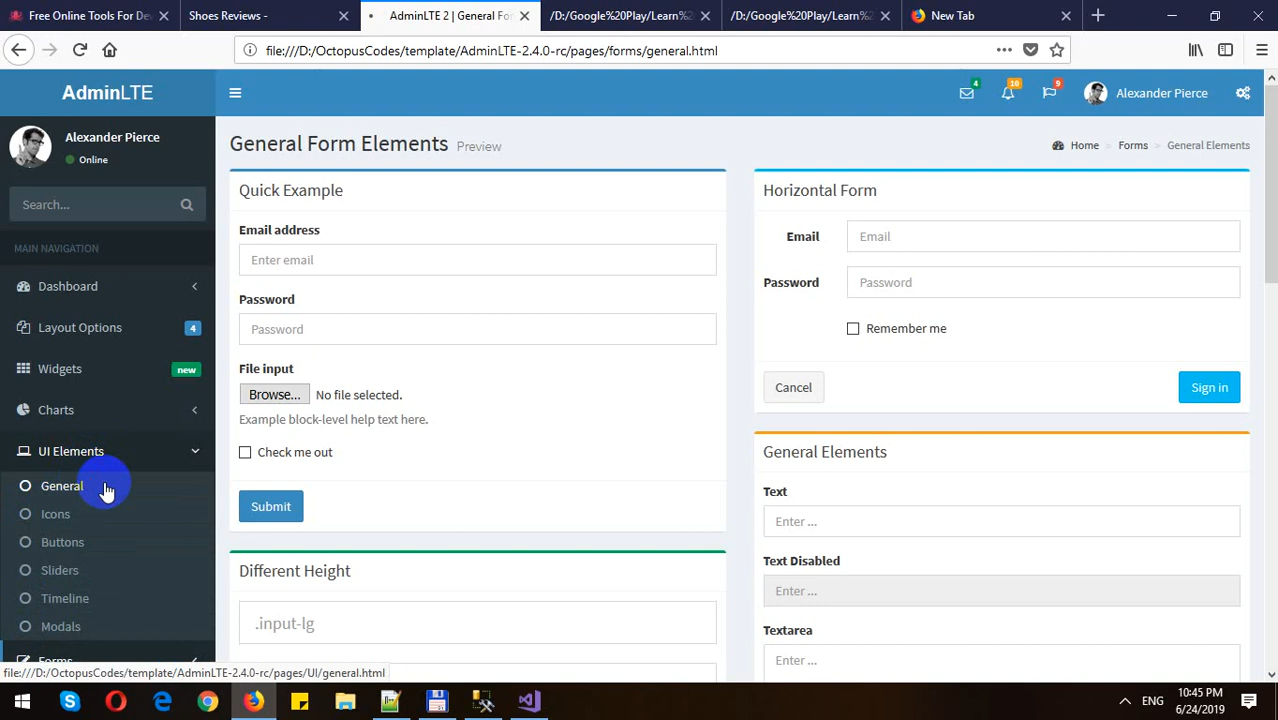 Free Online Tools For De
Shoes Reviews -
AdminLTE 2 | General Fo
/D:/Google%20Play/Learn%2
/D:/Google%20Play/Learn%2
New Tab
file:///D:/OctopusCodes/template/AdminLTE-2.4.0-rc/pages/forms/general.html
AdminLTE
4
10
9
Alexander Pierce
Alexander Pierce
Online
Search...
MAIN NAVIGATION
Dashboard
Layout Options
4
Widgets
new
Charts
UI Elements
General
Icons
Buttons
Sliders
Timeline
Modals
Forms
General Form Elements Preview
Home
Forms
General Elements
Quick Example
Email address
Enter email
Password
Password
File input
Browse... No file selected.
Example block-level help text here.
Check me out
Submit
Different Height
.input-lg
Horizontal Form
Email
Email
Password
Password
Remember me
Cancel
Sign in
General Elements
Text
Enter ...
Text Disabled
Enter ...
Textarea
Enter ...
file:///D:/OctopusCodes/template/AdminLTE-2.4.0-rc/pages/UI/general.html
ENG
10:45 PM
6/24/2019